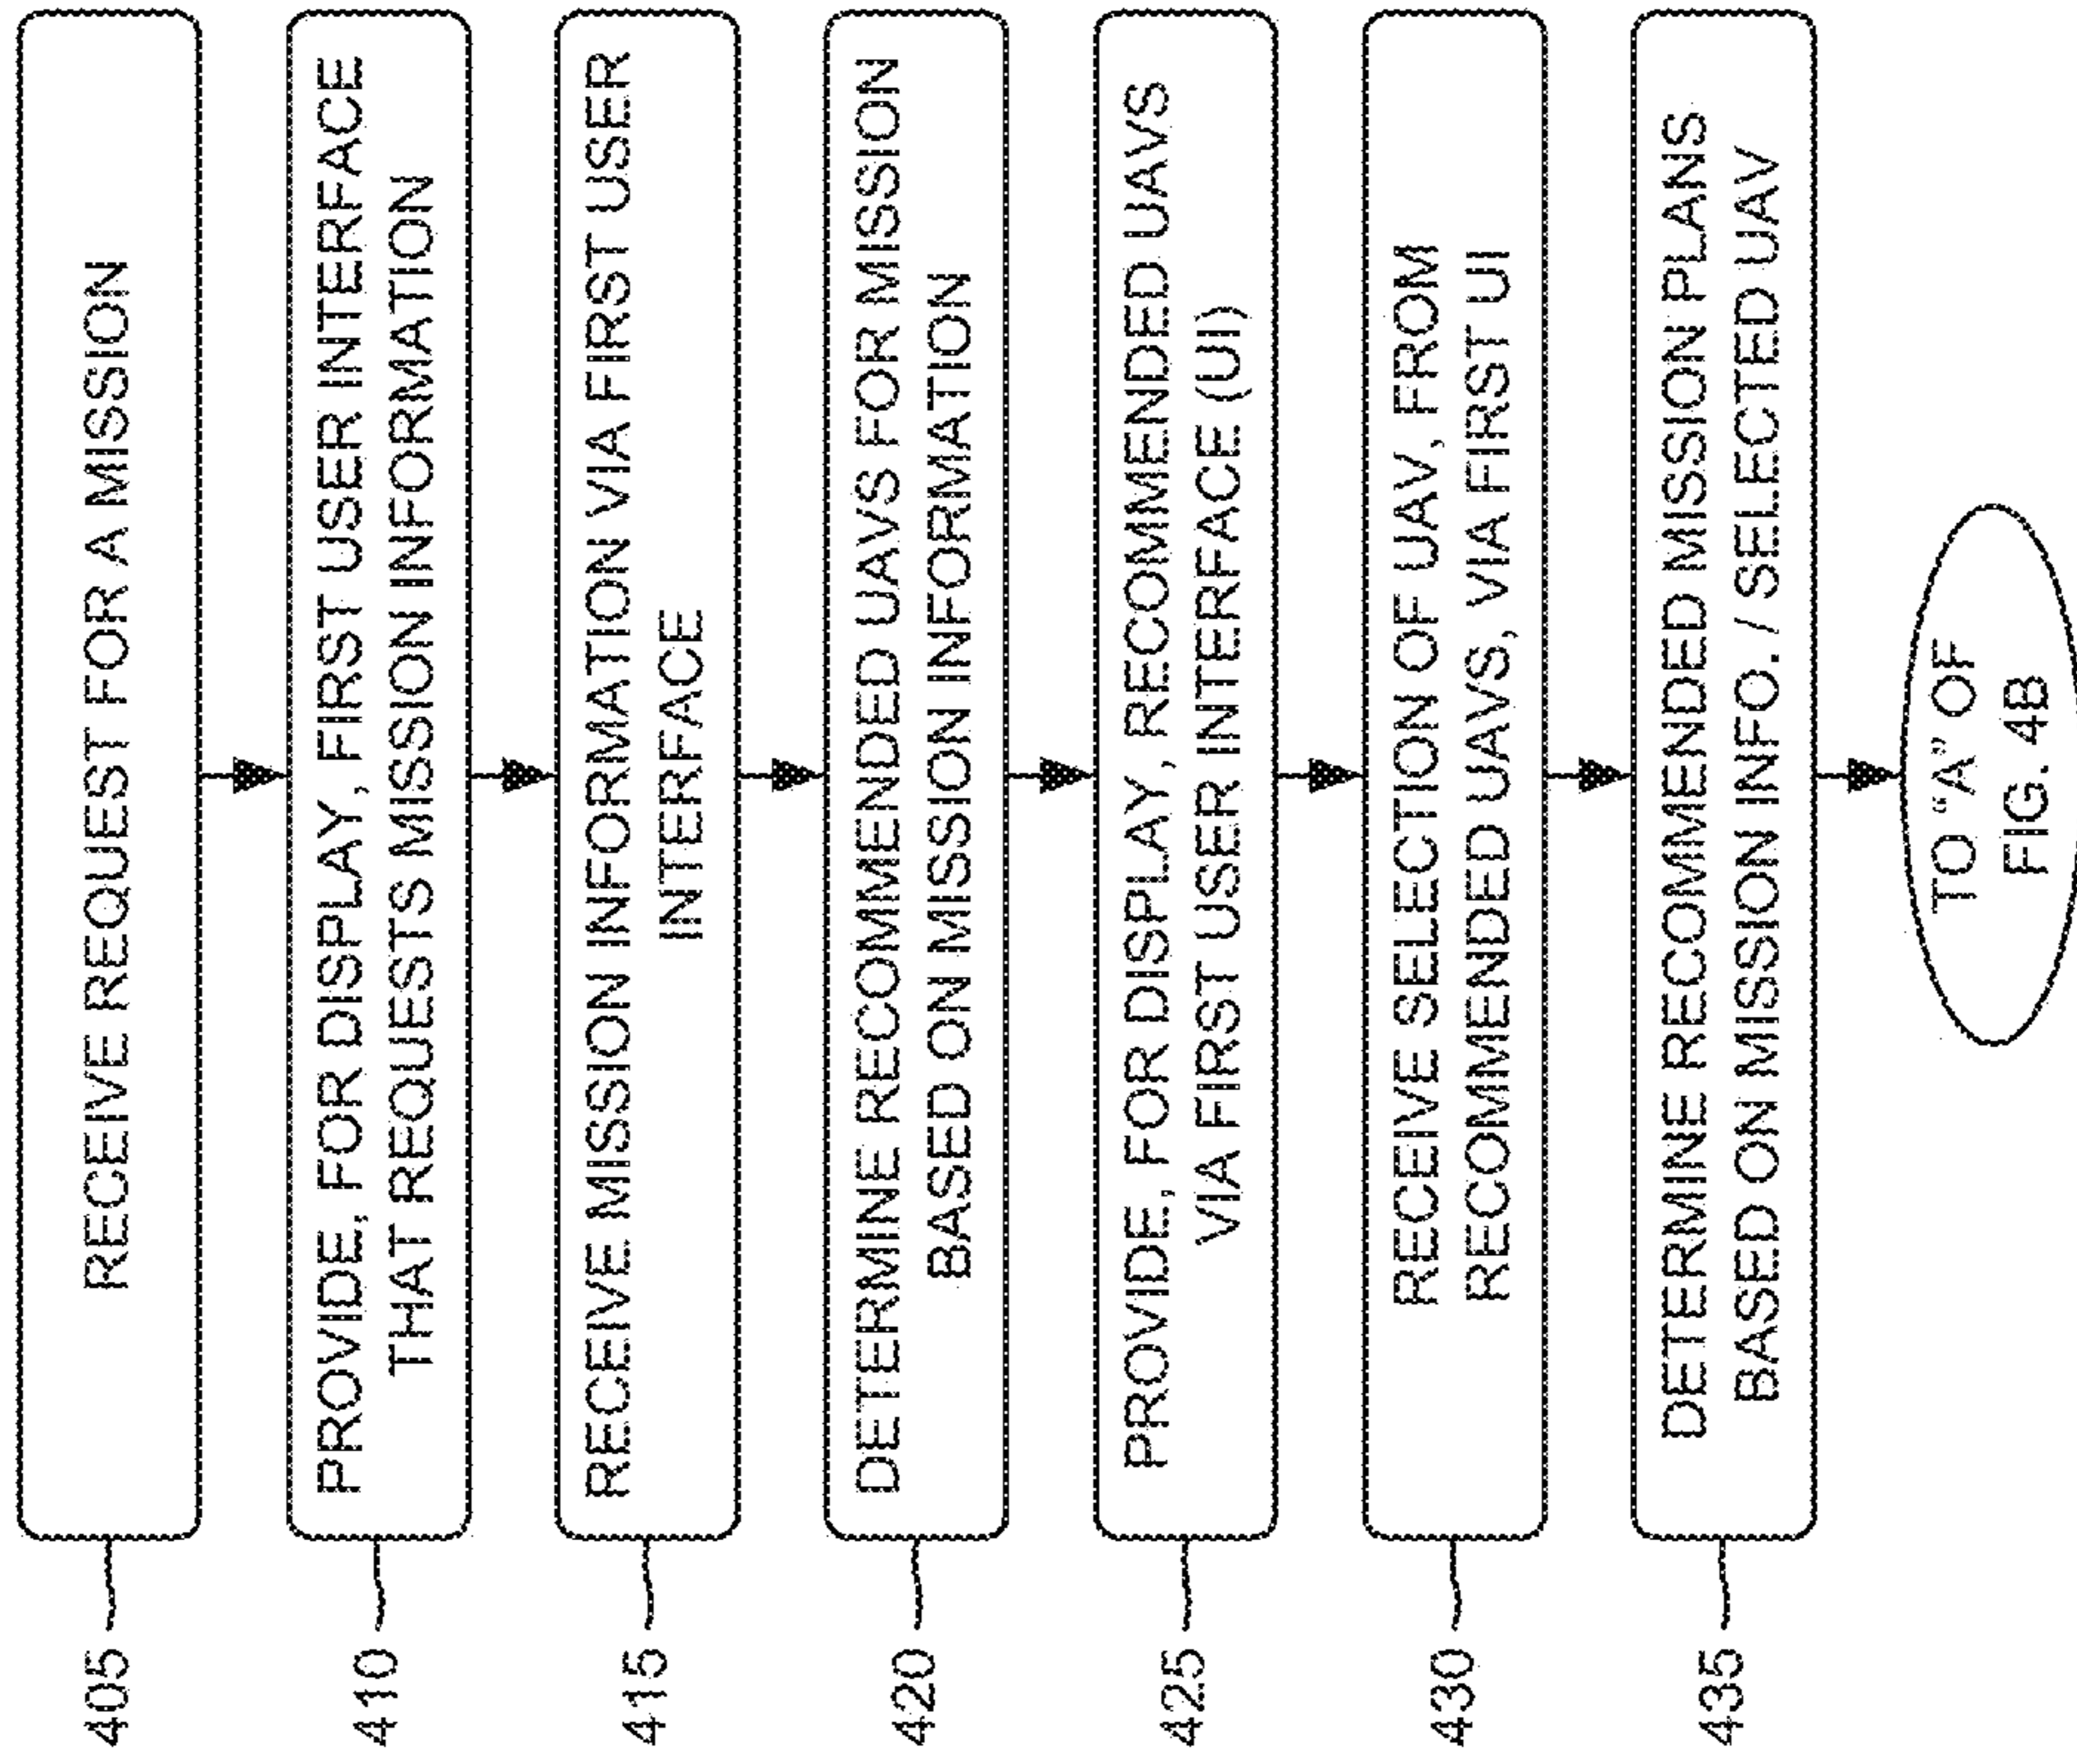 405
RECEIVE REQUEST FOR A MISSION
410
PROVIDE, FOR DISPLAY, FIRST USER INTERFACE
THAT REQUESTS MISSION INFORMATION
415
RECEIVE MISSION INFORMATION VIA FIRST USER
INTERFACE
420
DETERMINE RECOMMENDED UAVS FOR MISSION
BASED ON MISSION INFORMATION
425
PROVIDE, FOR DISPLAY, RECOMMENDED UAVS
VIA FIRST USER INTERFACE (UI)
430
RECEIVE SELECTION OF UAV, FROM
RECOMMENDED UAVS, VIA FIRST UI
435
DETERMINE RECOMMENDED MISSION PLANS
BASED ON MISSION INFO. / SELECTED UAV
TO "A" OF
FIG. 4B